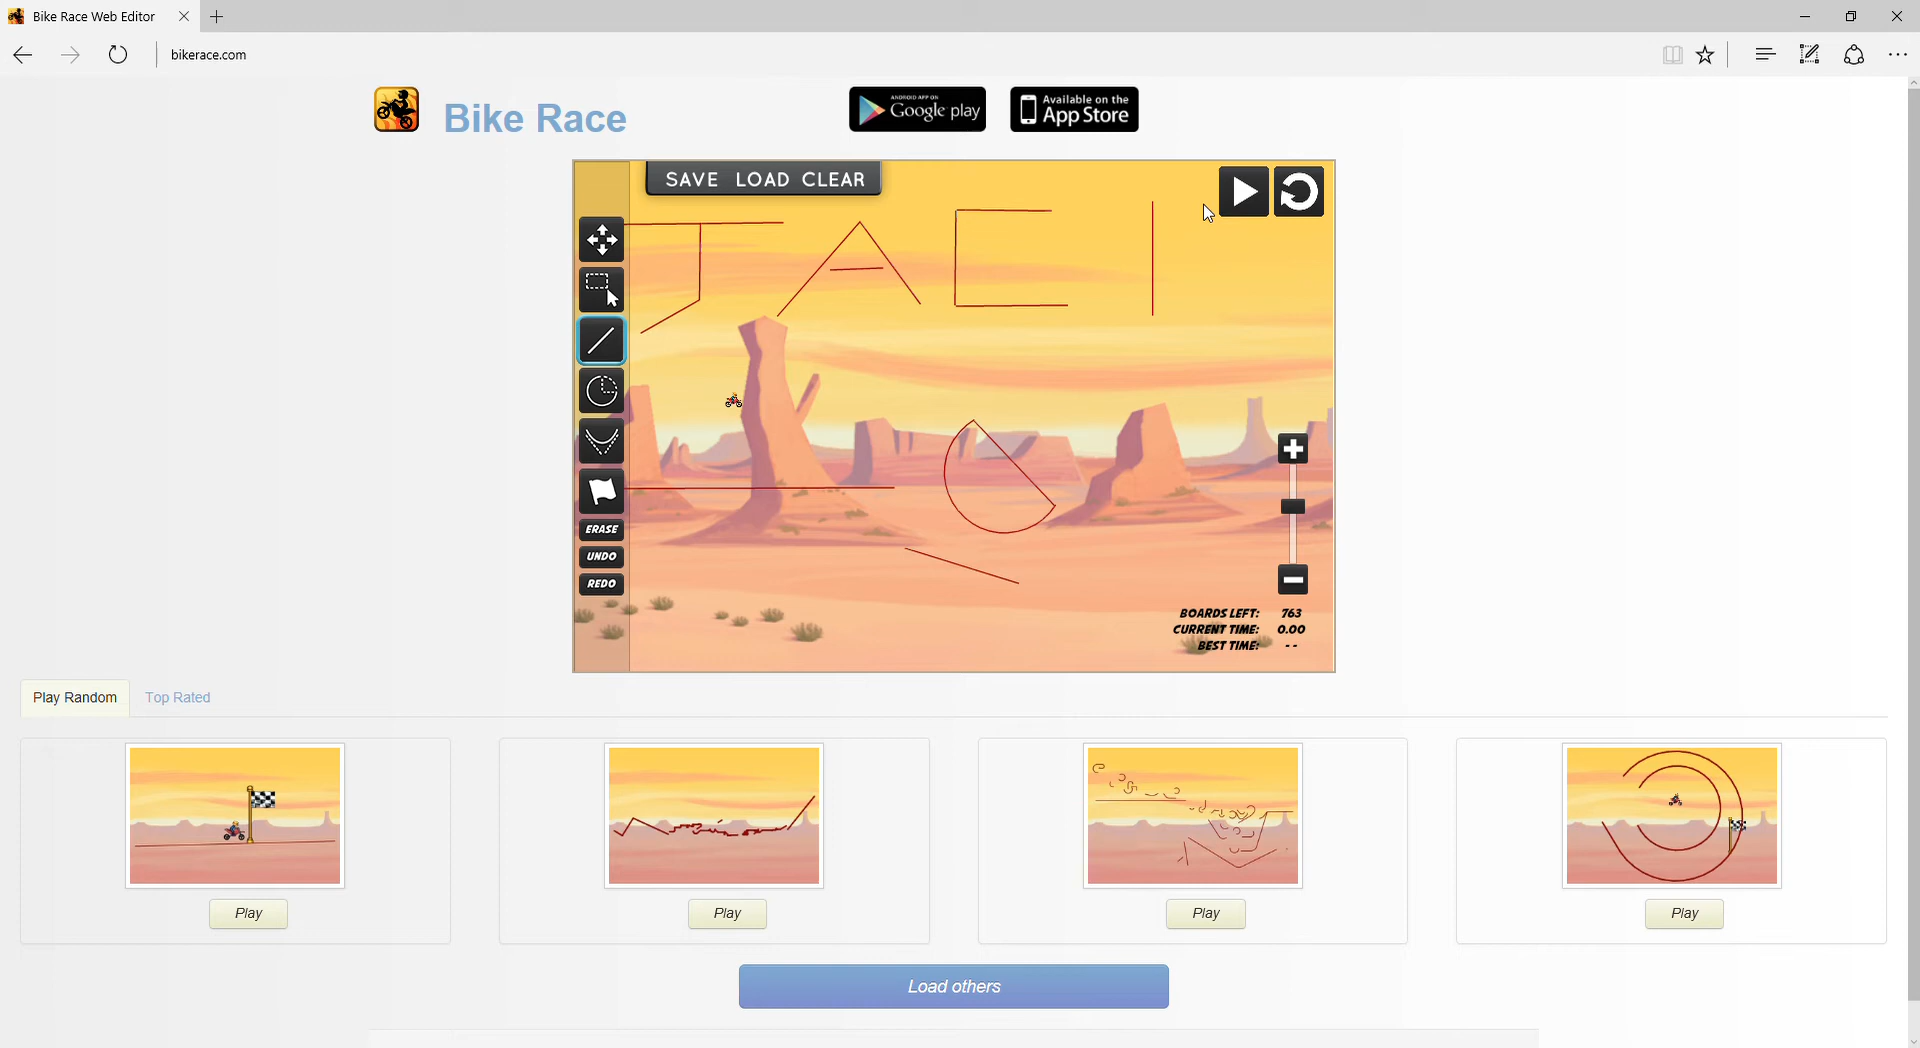 Bike Race Web Editor
bikerace.com
Bike Race
ANDROID APP ON
Google play
Available on the
App Store
SAVE LOAD CLEAR
JACI
ERASE
UNDO
REDO
BOARDS LEFT: 763
CURRENT TIME: 0.00
BEST TIME: --
Play Random Top Rated
Play Play Play Play
Load others